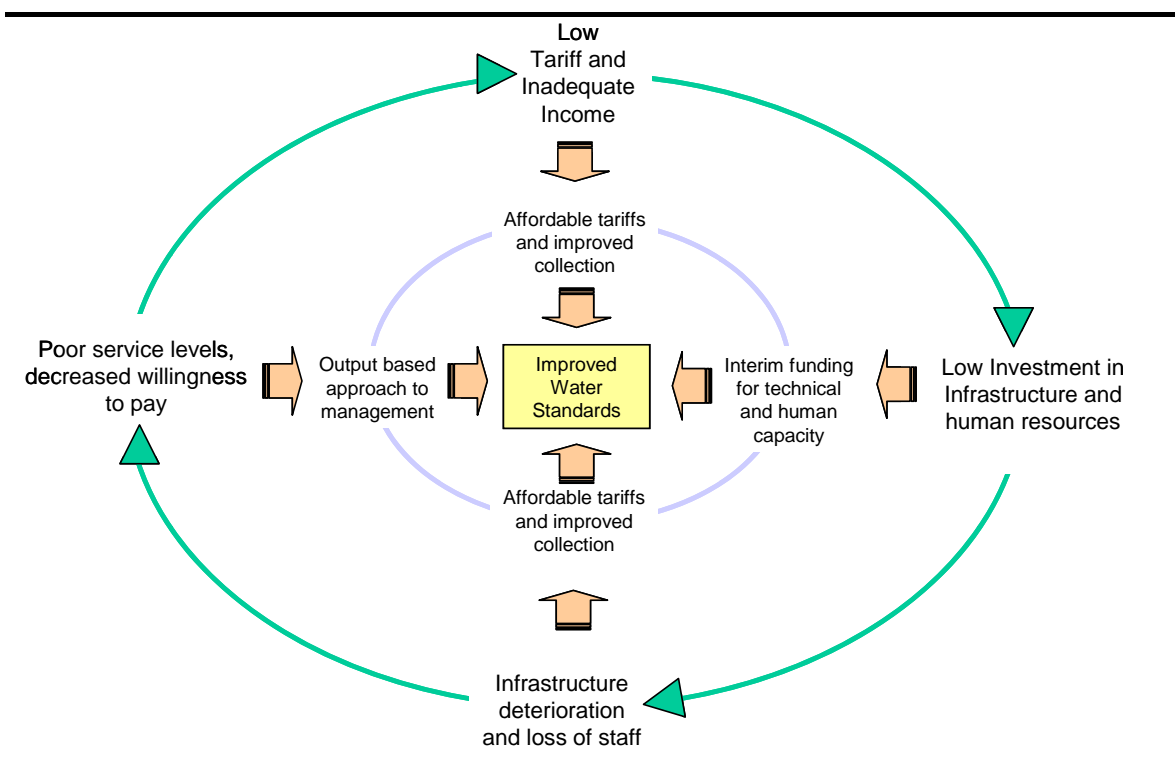 Low
Tariff and
Inadequate
Income
Affordable tariffs
and improved
collection
Poor service levels,
decreased willingness
to pay
Output based
approach to
management
Improved
Water
Standards
Interim funding
for technical
and human
capacity
Low Investment in
Infrastructure and
human resources
Affordable tariffs
and improved
collection
Infrastructure
deterioration
and loss of staff